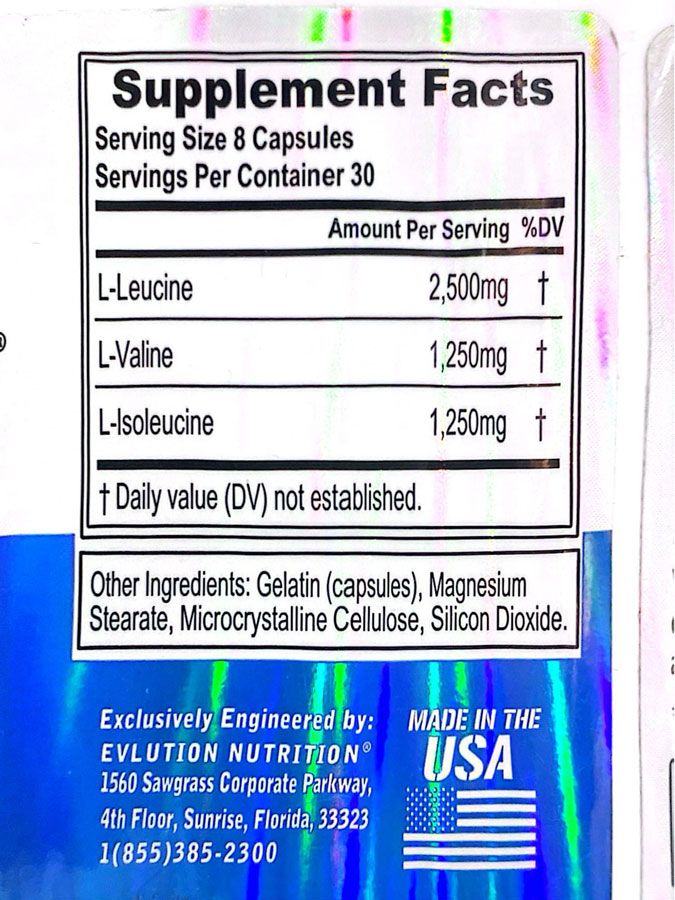 Supplement Facts
Serving Size 8 Capsules
Servings Per Container 30
Amount Per Serving %DV
L-Leucine 2,500mg †
L-Valine 1,250mg †
L-Isoleucine 1,250mg †
† Daily value (DV) not established.
Other Ingredients: Gelatin (capsules), Magnesium
Stearate, Microcrystalline Cellulose, Silicon Dioxide.
Exclusively Engineered by:
EVLUTION NUTRITION®
1560 Sawgrass Corporate Parkway,
4th Floor, Sunrise, Florida, 33323
1(855)385-2300
MADE IN THE
USA
®